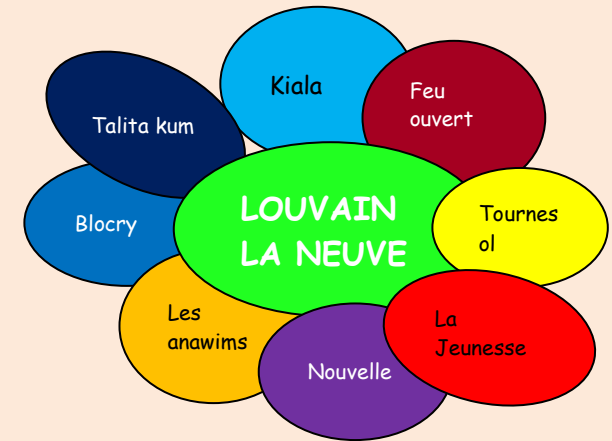 Kiala
Feu
ouvert
Talita kum
LOUVAIN
LA NEUVE
Tournes
ol
Blocry
Les
anawims
La
Jeunesse
Nouvelle